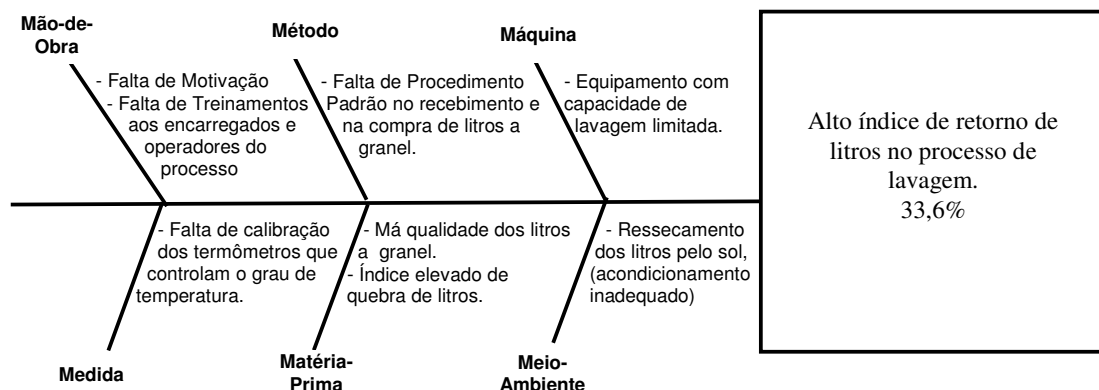 Mão-de-
Obra
- Falta de Motivação
- Falta de Treinamentos
aos encarregados e
operadores do
processo
Método
- Falta de Procedimento
Padrão no recebimento e
na compra de litros a
granel.
Máquina
- Equipamento com
capacidade de
lavagem limitada.
Alto índice de retorno de
litros no processo de
lavagem.
33,6%
- Falta de calibração
dos termômetros que
controlam o grau de
temperatura.
Medida
- Má qualidade dos litros
a granel.
- Índice elevado de
quebra de litros.
Matéria-
Prima
- Ressecamento
dos litros pelo sol,
(acondicionamento
inadequado)
Meio-
Ambiente